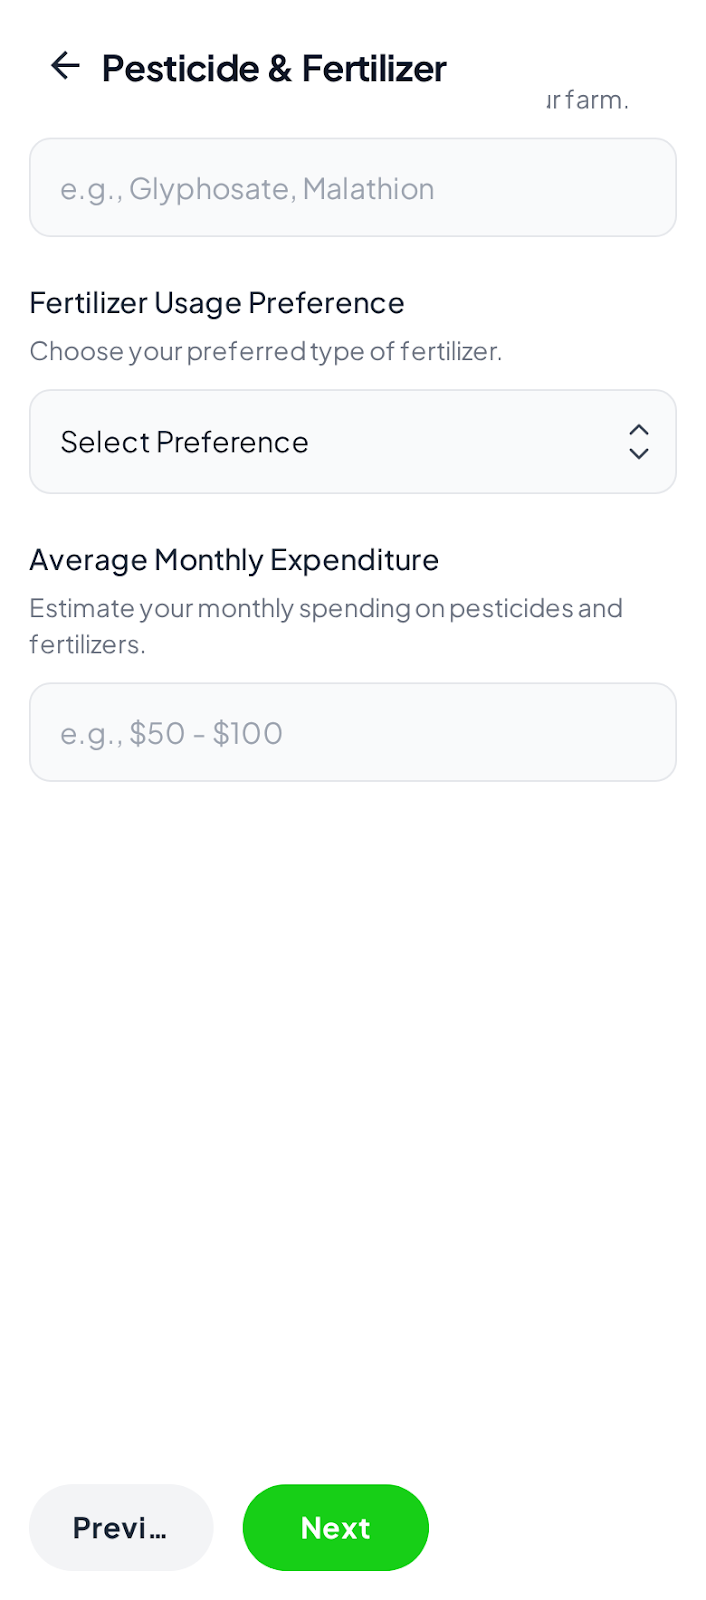 Pesticide & Fertilizer
ur farm.
e.g., Glyphosate, Malathion
Fertilizer Usage Preference
Choose your preferred type of fertilizer.
Select Preference
Average Monthly Expenditure
Estimate your monthly spending on pesticides and
fertilizers.
e.g., $50 - $100
Previ...
Next